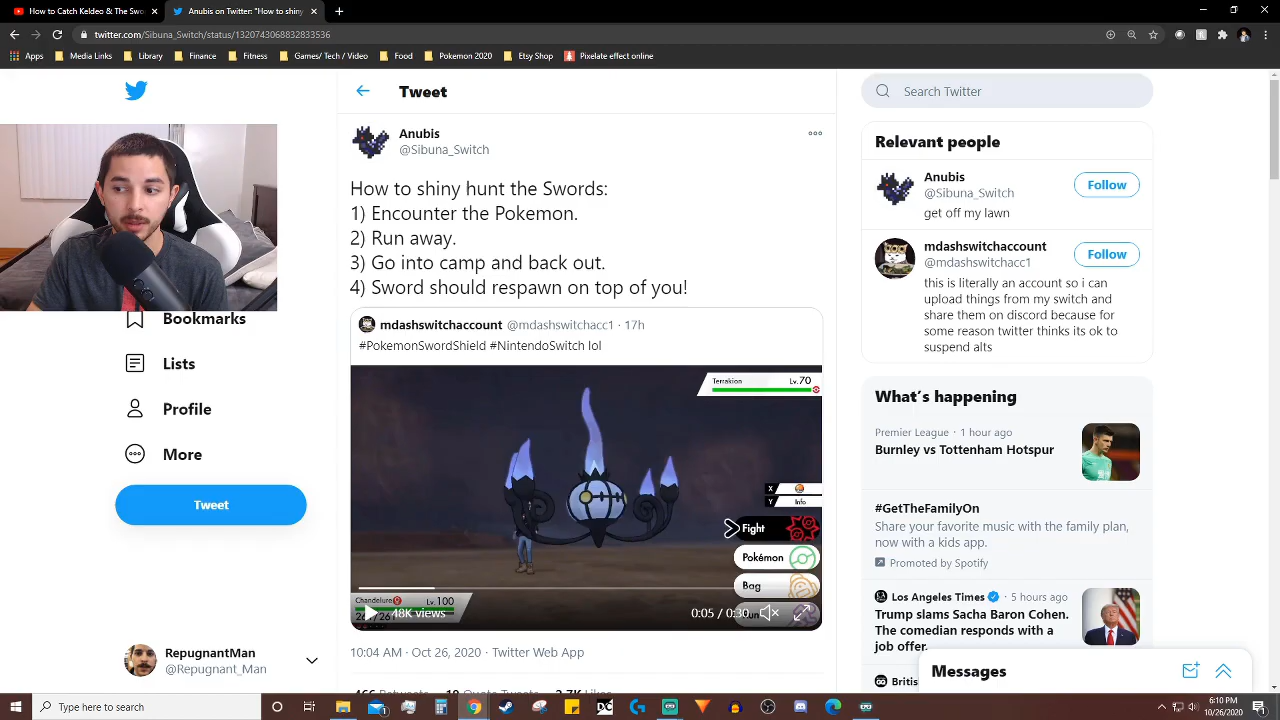 How to Catch Keldeo & The Swo
Anubis on Twitter: "How to shiny
twitter.com/Sibuna_Switch/status/1320743068832833536
Apps
Media Links
Library
Finance
Fitness
Games/ Tech/ Video
Food
Pokemon 2020
Etsy Shop
Pixelate effect online
Tweet
Search Twitter
Anubis
@Sibuna_Switch
How to shiny hunt the Swords:
1) Encounter the Pokemon.
2) Run away.
3) Go into camp and back out.
4) Sword should respawn on top of you!
mdashswitchaccount @mdashswitchacc1 · 17h
#PokemonSwordShield #NintendoSwitch lol
Terrakion Lv.70
X
Y Info
Fight
Pokémon
Bag
Chandelure Lv.100
48K views
0:05 / 0:30
10:04 AM · Oct 26, 2020 · Twitter Web App
466 Retweets
Quote Tweets
2.7K Likes
Bookmarks
Lists
Profile
More
Tweet
RepugnantMan
@Repugnant_Man
Relevant people
Anubis
@Sibuna_Switch
Follow
get off my lawn
mdashswitchaccount
@mdashswitchacc1
Follow
this is literally an account so i can
upload things from my switch and
share them on discord because for
some reason twitter thinks its ok to
suspend alts
What's happening
Premier League · 1 hour ago
Burnley vs Tottenham Hotspur
#GetTheFamilyOn
Share your favorite music with the family plan,
now with a kids app.
Promoted by Spotify
Los Angeles Times · 5 hours ago
Trump slams Sacha Baron Cohen.
The comedian responds with a
job offer.
Britis
Messages
Type here to search
6:10 PM
10/26/2020